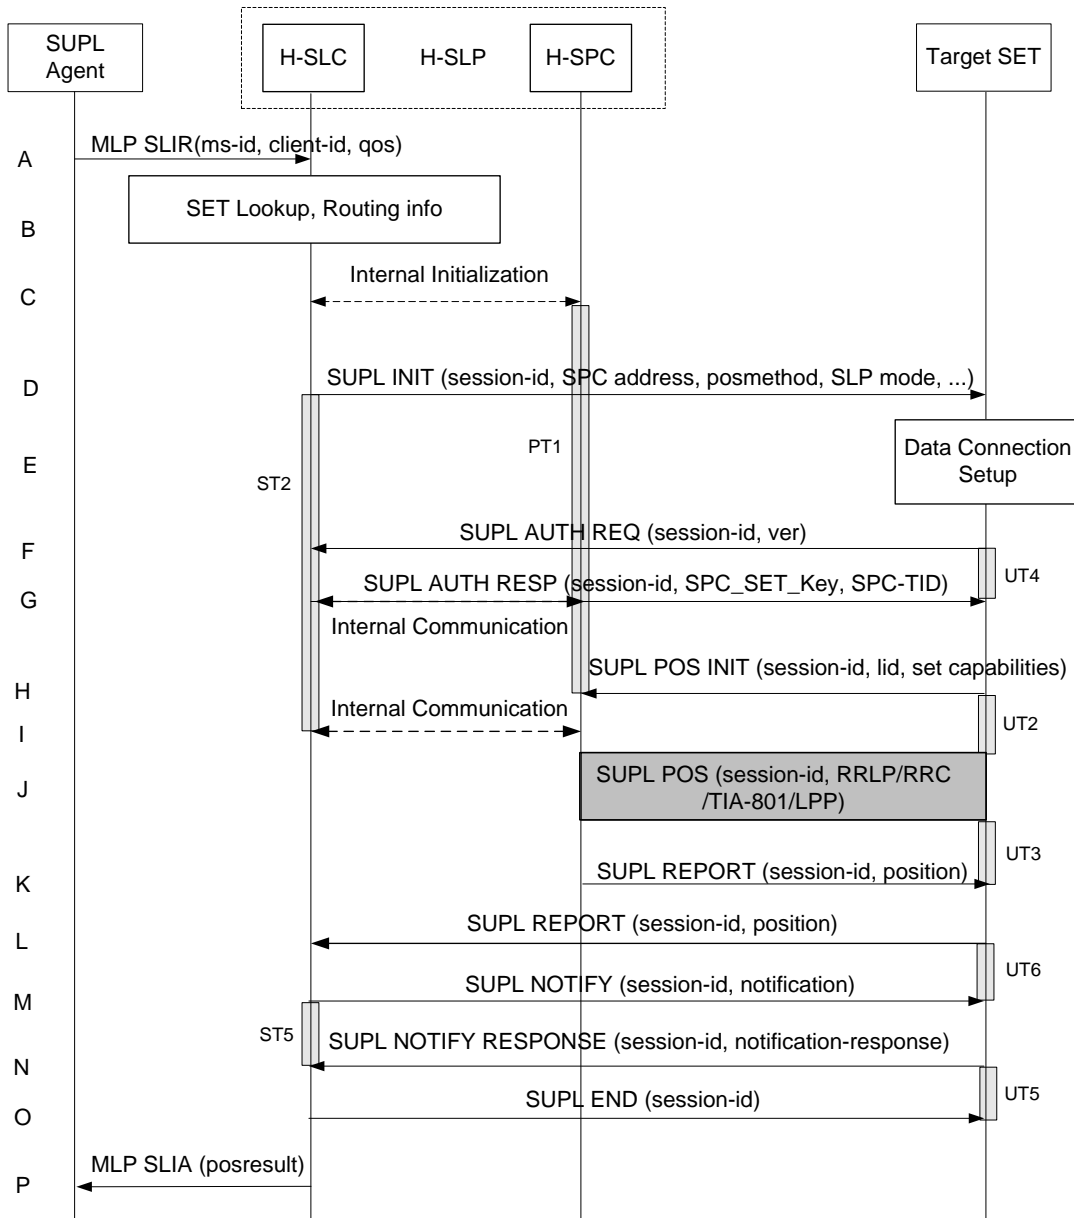 SUPL
Agent
H-SLC
H-SLP
H-SPC
Target SET
MLP SLIR(ms-id, client-id, qos)
A
SET Lookup, Routing info
B
Internal Initialization
C
SUPL INIT (session-id, SPC address, posmethod, SLP mode, ...)
D
PT1
Data Connection
Setup
E
ST2
SUPL AUTH REQ (session-id, ver)
F
UT4
SUPL AUTH RESP (session-id, SPC_SET_Key, SPC-TID)
G
Internal Communication
SUPL POS INIT (session-id, lid, set capabilities)
H
Internal Communication
UT2
I
SUPL POS (session-id, RRLP/RRC
/TIA-801/LPP)
J
UT3
SUPL REPORT (session-id, position)
K
SUPL REPORT (session-id, position)
L
UT6
SUPL NOTIFY (session-id, notification)
M
ST5
SUPL NOTIFY RESPONSE (session-id, notification-response)
N
UT5
SUPL END (session-id)
O
MLP SLIA (posresult)
P